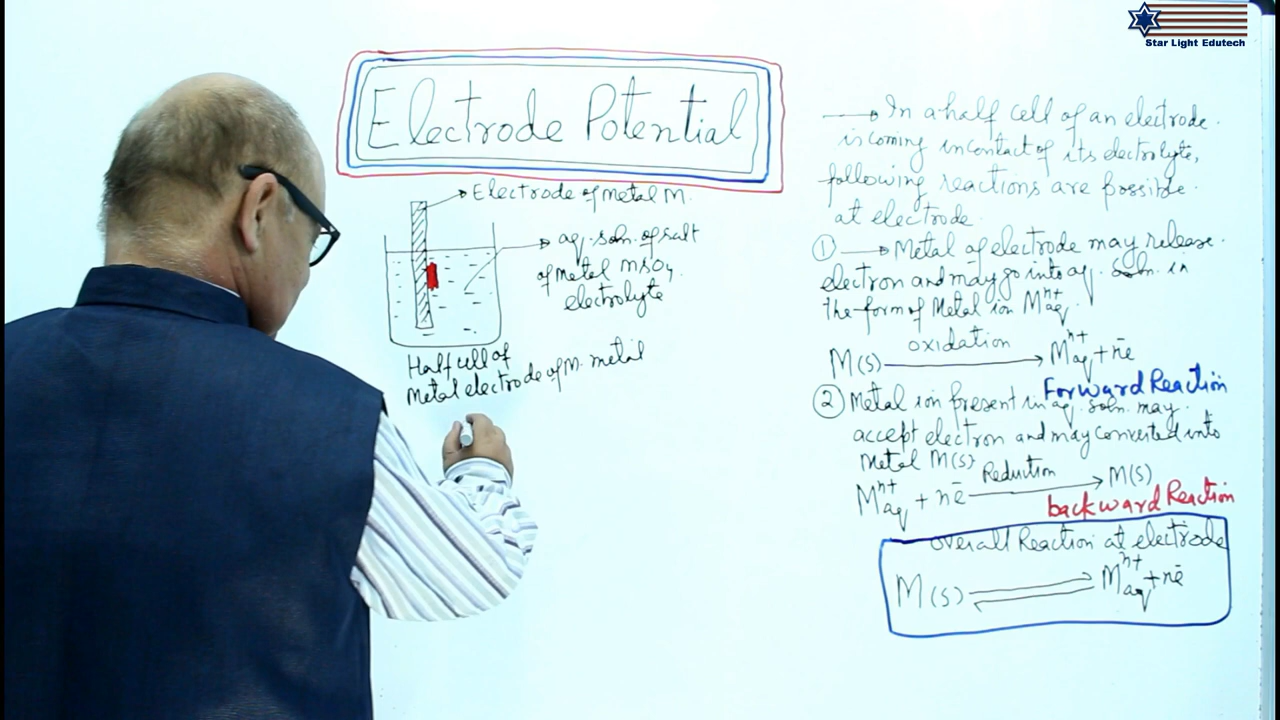 Star Light Edutech
Electrode Potential
Electrode of metal M.
aq. soln. of salt
of metal MSO4
electrolyte
Half cell of
Metal electrode of M. metal
In a half cell of an electrode.
is coming in contact of its electrolyte,
following reactions are possible.
at electrode.
① Metal of electrode may release.
electron and may go into aq. soln. in
the form of Metal ion Mⁿ⁺aq.
oxidation
M(s) → Mⁿ⁺aq + nē
Forward Reaction
② Metal ion present in aq. soln. may.
accept electron and may converted into
Metal M(s)
Reduction
Mⁿ⁺aq + nē → M(s)
backward Reaction
overall Reaction at electrode
M(s) ⇌ Mⁿ⁺aq + nē